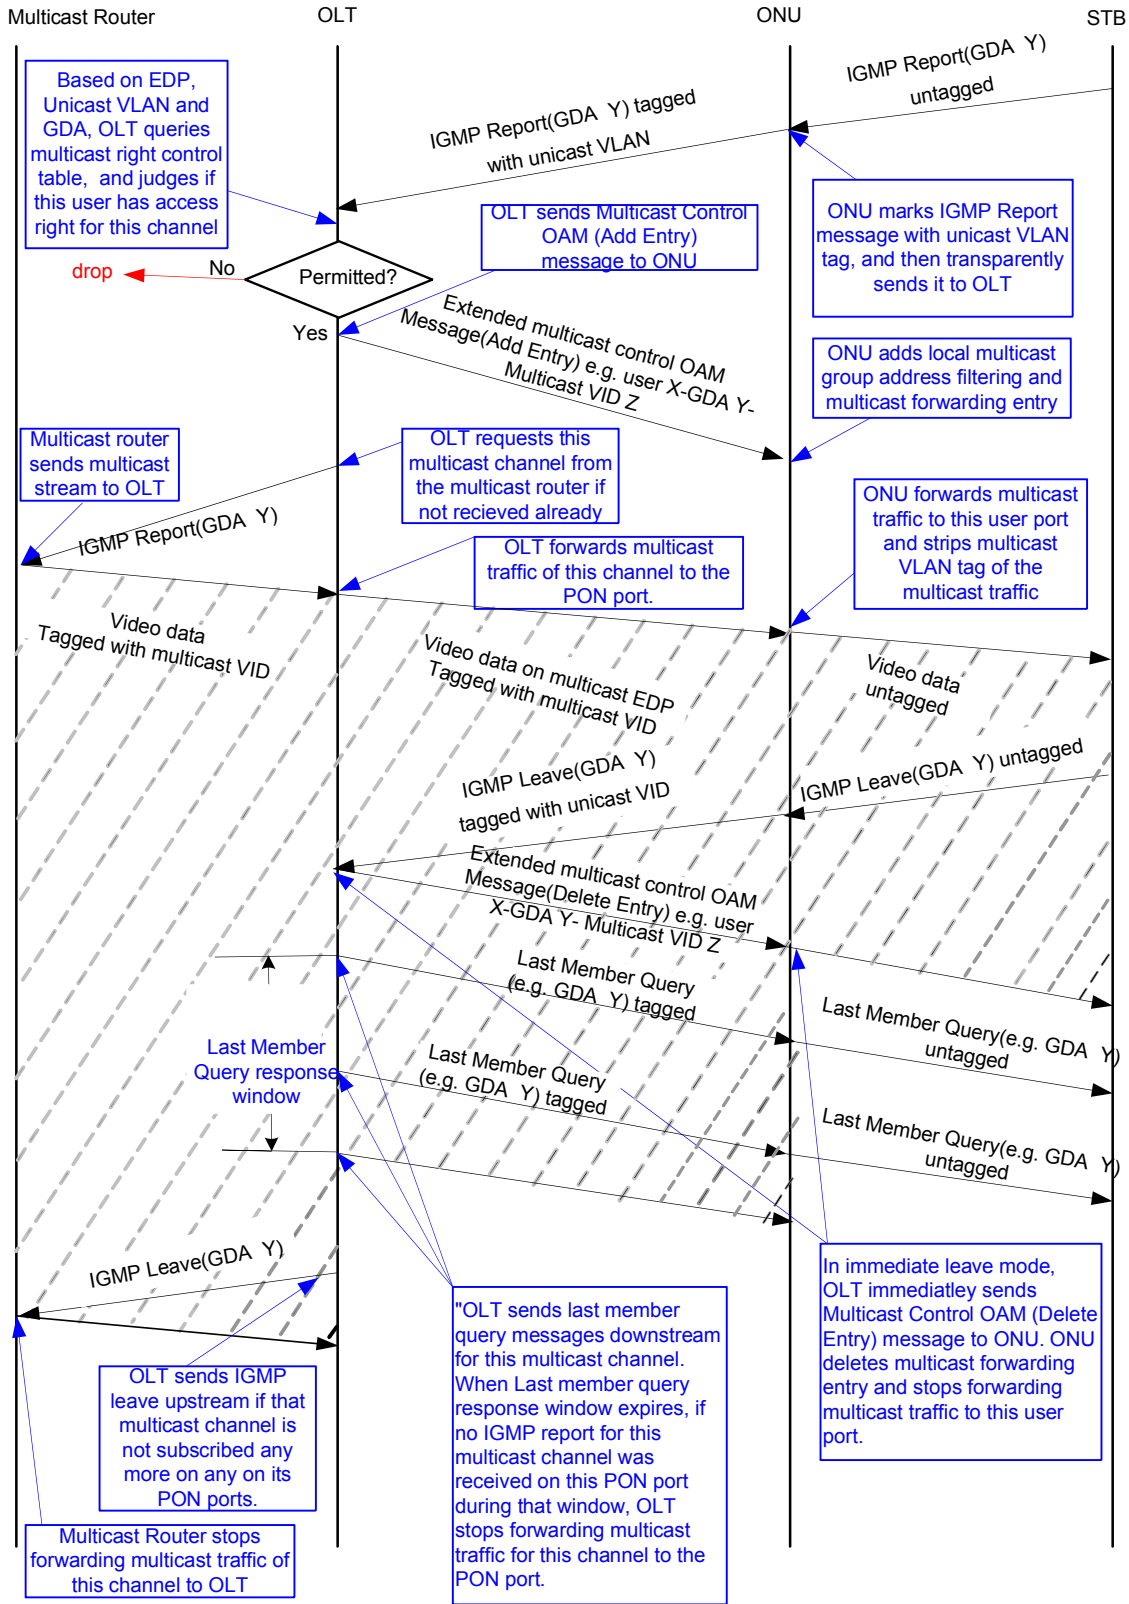 Multicast Router
OLT
ONU
STB
IGMP Report(GDA Y)
untagged
Based on EDP,
Unicast VLAN and
GDA, OLT queries
multicast right control
table, and judges if
this user has access
right for this channel
IGMP Report(GDA Y) tagged
with unicast VLAN
ONU marks IGMP Report
message with unicast VLAN
tag, and then transparently
sends it to OLT
OLT sends Multicast Control
OAM (Add Entry)
message to ONU
drop
No
Permitted?
Yes
Extended multicast control OAM
Message(Add Entry) e.g. user X-GDA Y-
Multicast VID Z
ONU adds local multicast
group address filtering and
multicast forwarding entry
Multicast router
sends multicast
stream to OLT
OLT requests this
multicast channel from
the multicast router if
not recieved already
IGMP Report(GDA Y)
ONU forwards multicast
traffic to this user port
and strips multicast
VLAN tag of the
multicast traffic
OLT forwards multicast
traffic of this channel to the
PON port.
Video data
Tagged with multicast VID
Video data on multicast EDP
Tagged with multicast VID
Video data
untagged
IGMP Leave(GDA Y) untagged
IGMP Leave(GDA Y)
tagged with unicast VID
Extended multicast control OAM
Message(Delete Entry) e.g. user
X-GDA Y- Multicast VID Z
Last Member Query
(e.g. GDA Y) tagged
Last Member Query(e.g. GDA Y)
untagged
Last Member
Query response
window
Last Member Query
(e.g. GDA Y) tagged
Last Member Query(e.g. GDA Y)
untagged
IGMP Leave(GDA Y)
In immediate leave mode,
OLT immediatley sends
Multicast Control OAM (Delete
Entry) message to ONU. ONU
deletes multicast forwarding
entry and stops forwarding
multicast traffic to this user
port.
"OLT sends last member
query messages downstream
for this multicast channel.
When Last member query
response window expires, if
no IGMP report for this
multicast channel was
received on this PON port
during that window, OLT
stops forwarding multicast
traffic for this channel to the
PON port.
OLT sends IGMP
leave upstream if that
multicast channel is
not subscribed any
more on any on its
PON ports.
Multicast Router stops
forwarding multicast traffic of
this channel to OLT